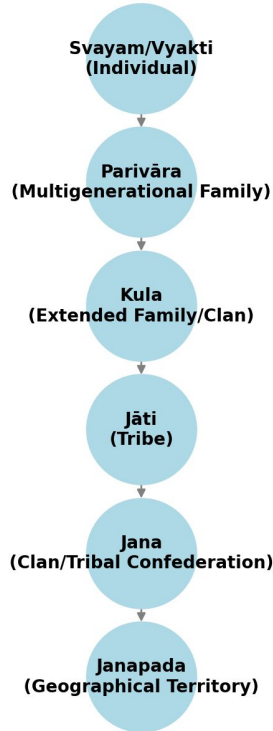 Svayam/Vyakti
(Individual)
Parivāra
(Multigenerational Family)
Kula
(Extended Family/Clan)
Jāti
(Tribe)
Jana
(Clan/Tribal Confederation)
Janapada
(Geographical Territory)